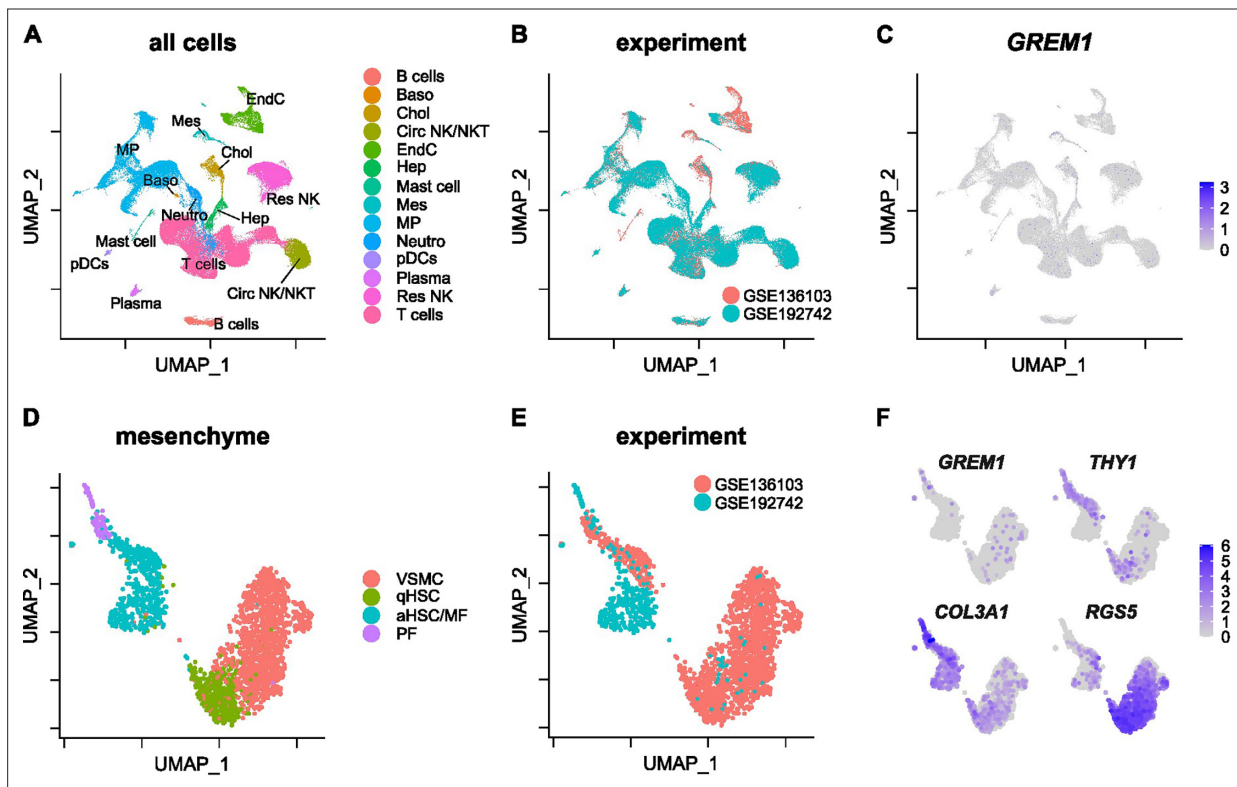 A
all cells
EndC
Mes
MP
Chol
Baso
Res NK
Neutro
Hep
Mast cell
pDCs
T cells
Plasma
Circ NK/NKT
B cells
UMAP_2
UMAP_1
B cells
Baso
Chol
Circ NK/NKT
EndC
Hep
Mast cell
Mes
MP
Neutro
pDCs
Plasma
Res NK
T cells
B
experiment
GSE136103
GSE192742
UMAP_2
UMAP_1
C
GREM1
3
2
1
0
UMAP_2
UMAP_1
D
mesenchyme
VSMC
qHSC
aHSC/MF
PF
UMAP_2
UMAP_1
E
experiment
GSE136103
GSE192742
UMAP_2
UMAP_1
F
GREM1
THY1
COL3A1
RGS5
6
5
4
3
2
1
0